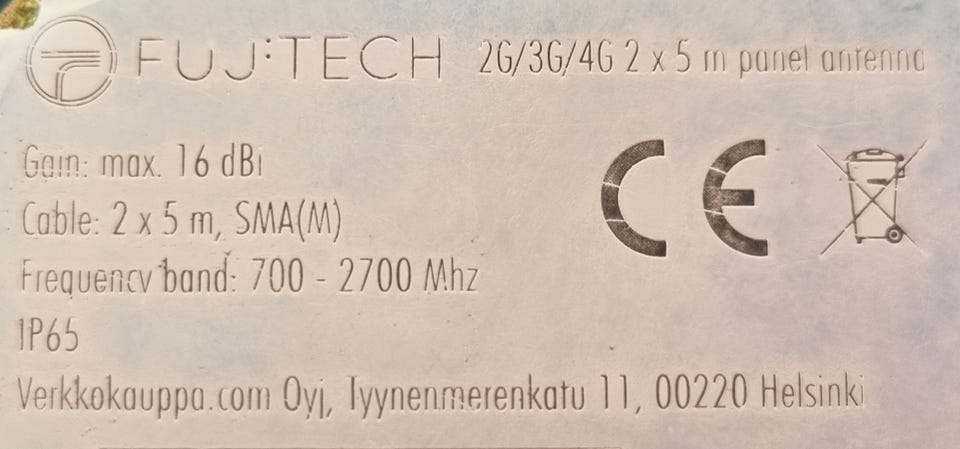 FUJ:TECH 2G/3G/4G 2 x 5 m panel antenna
Gain: max. 16 dBi
Cable: 2 x 5 m, SMA(M)
Frequency band: 700 - 2700 Mhz
IP65
Verkkokauppa.com Oyj, Tyynenmerenkatu 11, 00220 Helsinki
CE